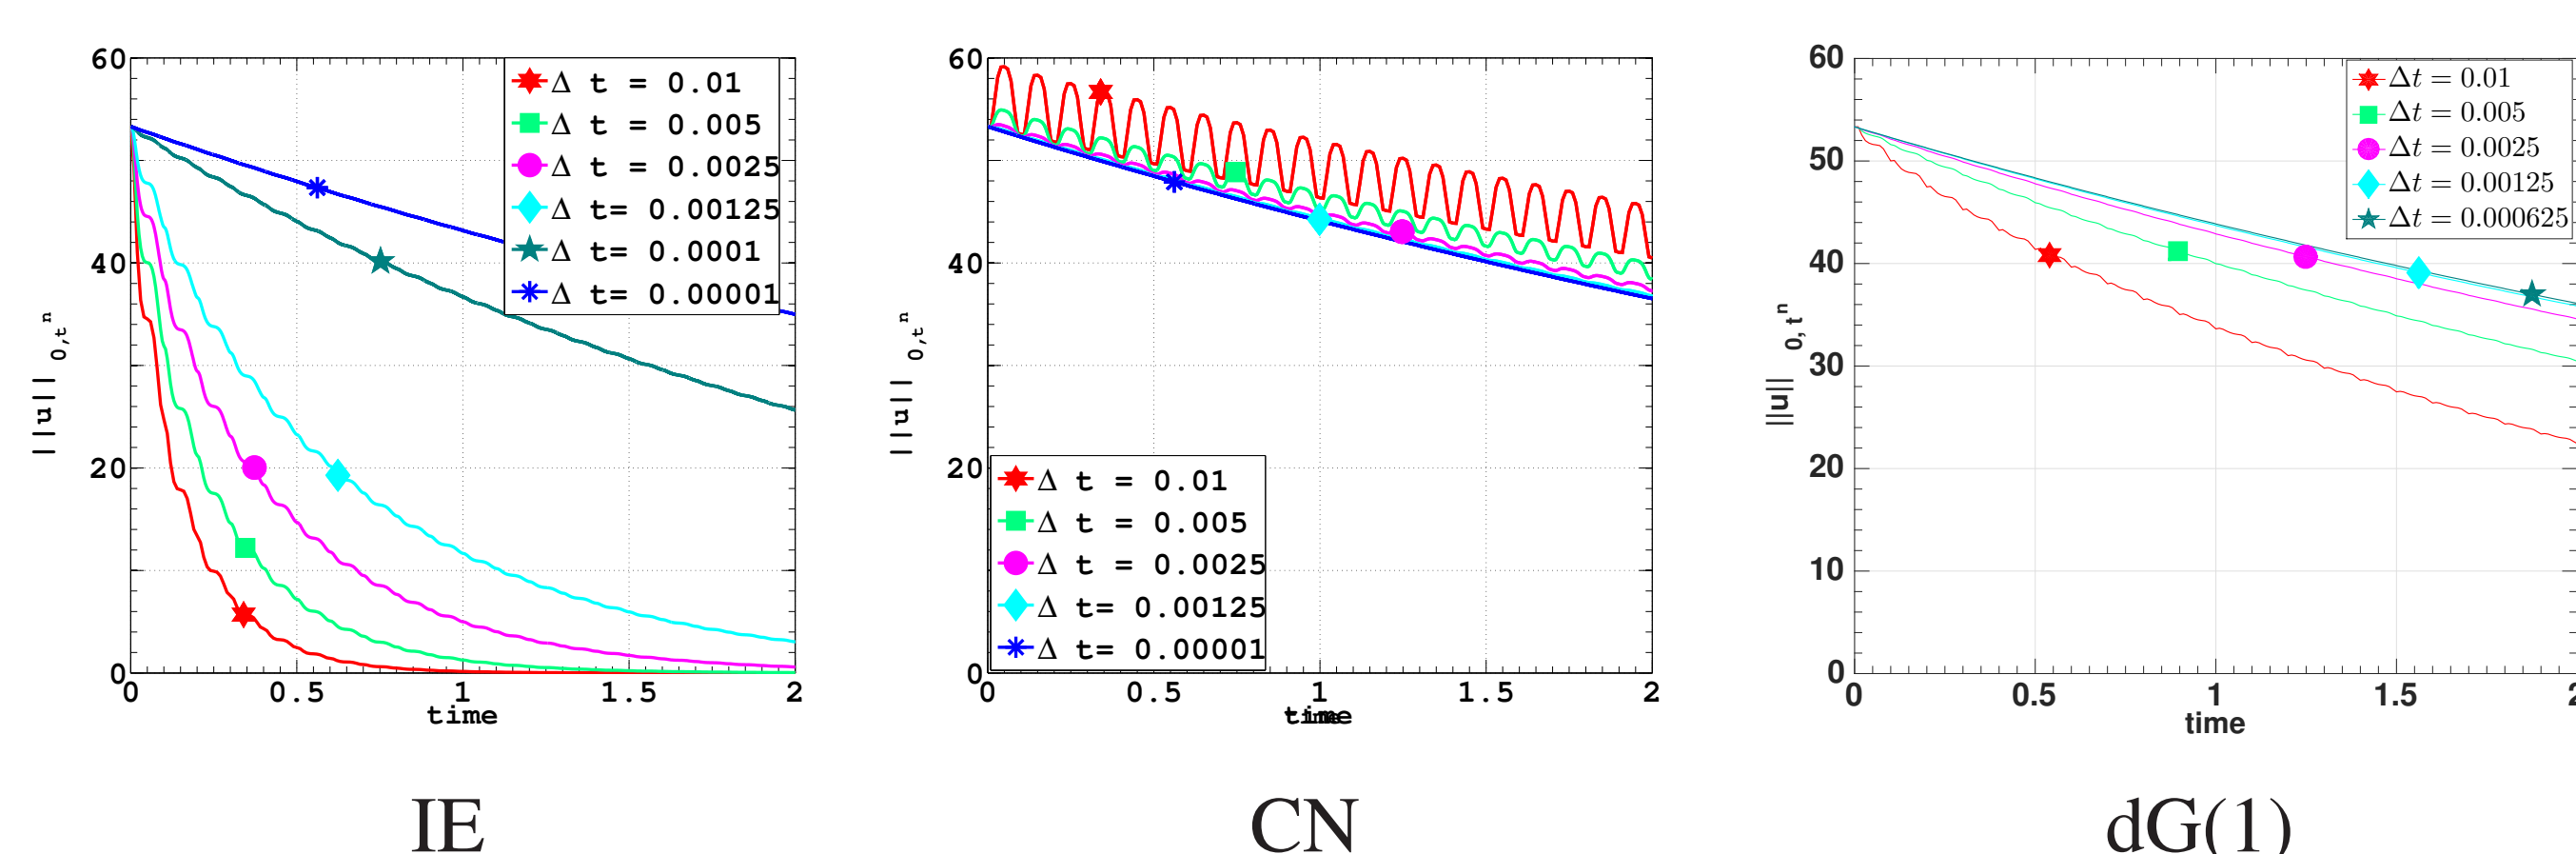 60
40
20
0
0 0.5 1 1.5 2
time
||u|| 0,t n
Δ t = 0.01
Δ t = 0.005
Δ t = 0.0025
Δ t= 0.00125
Δ t= 0.0001
Δ t= 0.00001
IE
60
40
20
0
0 0.5 1 1.5 2
time
||u|| 0,t n
Δ t = 0.01
Δ t = 0.005
Δ t = 0.0025
Δ t= 0.00125
Δ t= 0.00001
CN
60
50
40
30
20
10
0
0 0.5 1 1.5 2
time
||u|| 0, t n
Δt = 0.01
Δt = 0.005
Δt = 0.0025
Δt = 0.00125
Δt = 0.000625
dG(1)